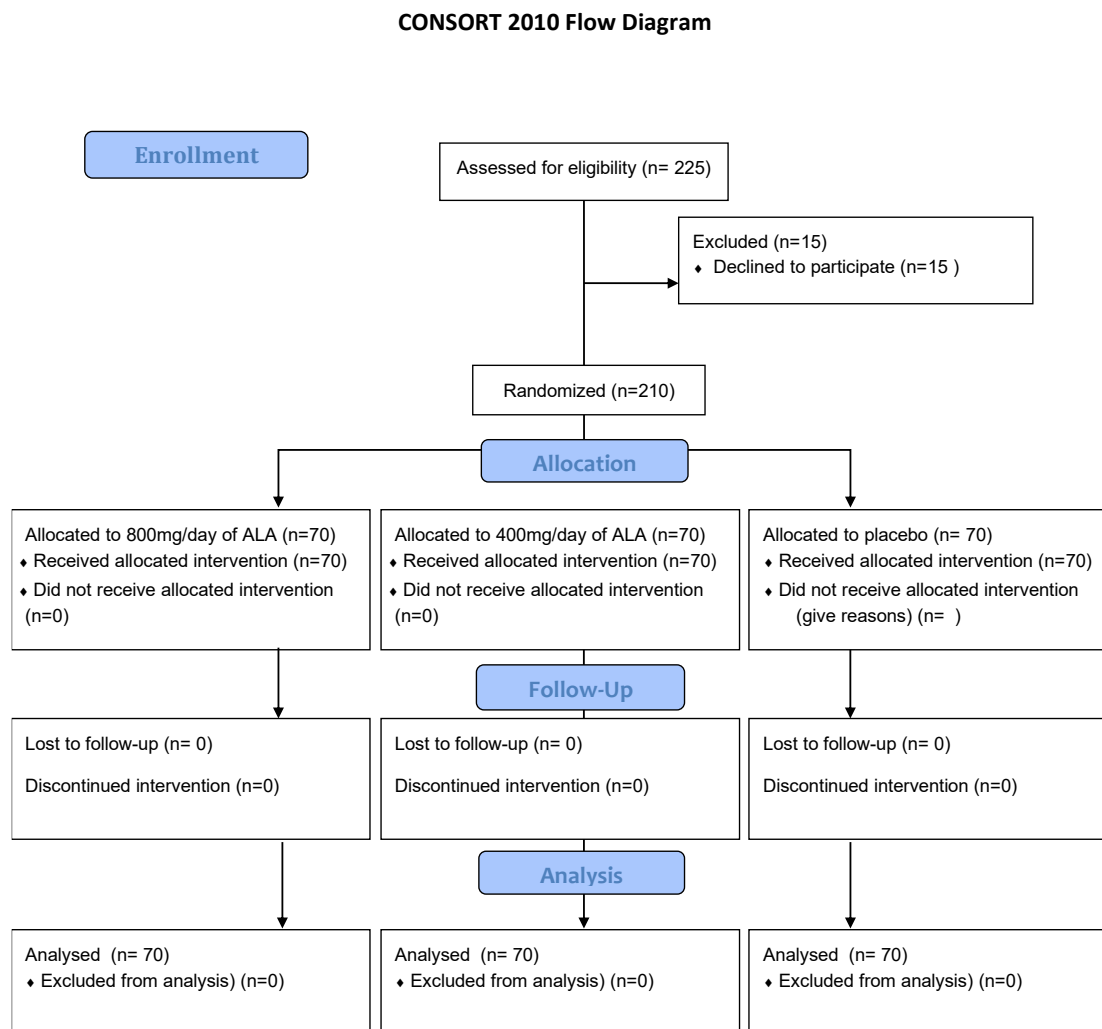 CONSORT 2010 Flow Diagram
Enrollment
Assessed for eligibility (n= 225)
Excluded (n=15)
♦ Declined to participate (n=15 )
Randomized (n=210)
Allocation
Allocated to 800mg/day of ALA (n=70)
♦ Received allocated intervention (n=70)
♦ Did not receive allocated intervention
(n=0)
Allocated to 400mg/day of ALA (n=70)
♦ Received allocated intervention (n=70)
♦ Did not receive allocated intervention
(n=0)
Allocated to placebo (n= 70)
♦ Received allocated intervention (n=70)
♦ Did not receive allocated intervention
(give reasons) (n=  )
Follow-Up
Lost to follow-up (n= 0)
Discontinued intervention (n=0)
Lost to follow-up (n= 0)
Discontinued intervention (n=0)
Lost to follow-up (n= 0)
Discontinued intervention (n=0)
Analysis
Analysed  (n= 70)
♦ Excluded from analysis) (n=0)
Analysed  (n= 70)
♦ Excluded from analysis) (n=0)
Analysed  (n= 70)
♦ Excluded from analysis) (n=0)